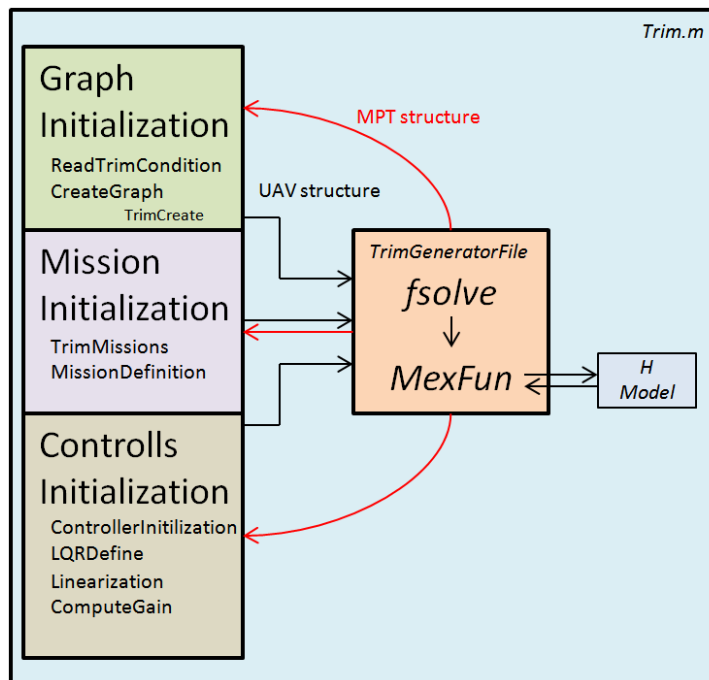 Trim.m
Graph
Initialization
ReadTrimCondition
CreateGraph
TrimCreate
MPT structure
UAV structure
Mission
Initialization
TrimMissions
MissionDefinition
TrimGeneratorFile
fsolve
MexFun
H
Model
Controlls
Initialization
ControllerInitilization
LQRDefine
Linearization
ComputeGain